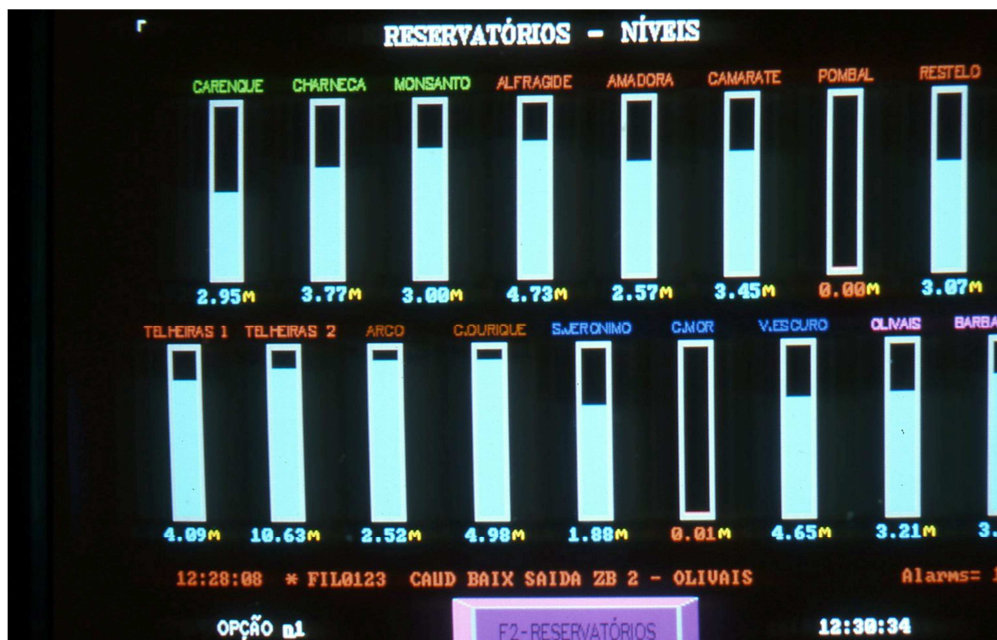 RESERVATÓRIOS - NÍVEIS
CARENQUE CHARNECA MONSANTO ALFRAGIDE AMADORA CAMARATE POMBAL RESTELO
2.95M 3.77M 3.00M 4.73M 2.57M 3.45M 0.00M 3.07M
TELHEIRAS 1 TELHEIRAS 2 ARCO C.OURIQUE S.JERONIMO C.MOR V.ESCURO OLIVAIS BARBA
4.09M 10.63M 2.52M 4.98M 1.88M 0.01M 4.65M 3.21M 3.
12:28:08 * FIL0123 CAUD BAIX SAIDA ZB 2 - OLIVAIS Alarms=
OPÇÃO n1 F2-RESERVATÓRIOS 12:30:34